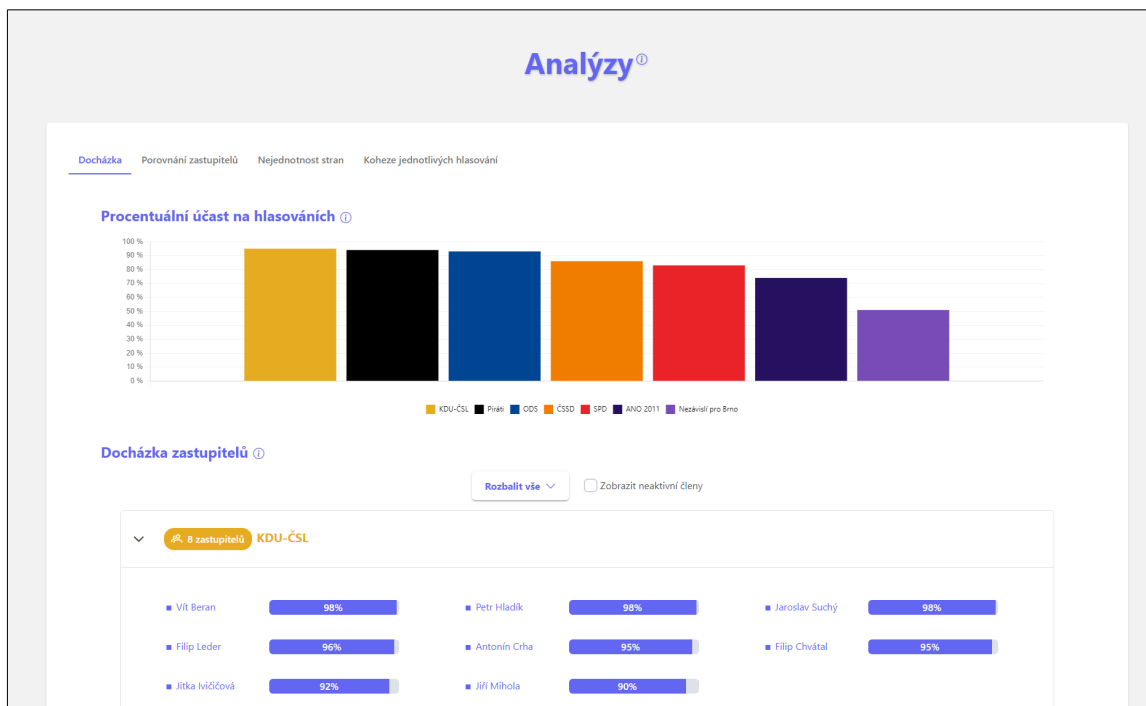 Analýzy
Docházka Porovnání zastupitelů Nejednotnost stran Koheze jednotlivých hlasování
Procentuální účast na hlasováních
100 %
90 %
80 %
70 %
60 %
50 %
40 %
30 %
20 %
10 %
0 %
KDU-ČSL Piráti ODS ČSSD SPD ANO 2011 Nezávislí pro Brno
Docházka zastupitelů
Rozbalit vše Zobrazit neaktivní členy
8 zastupitelů KDU-ČSL
Vít Beran 98% Petr Hladík 98% Jaroslav Suchý 98%
Filip Leder 96% Antonín Crha 95% Filip Chvátal 95%
Jitka Ivičičová 92% Jiří Mihola 90%